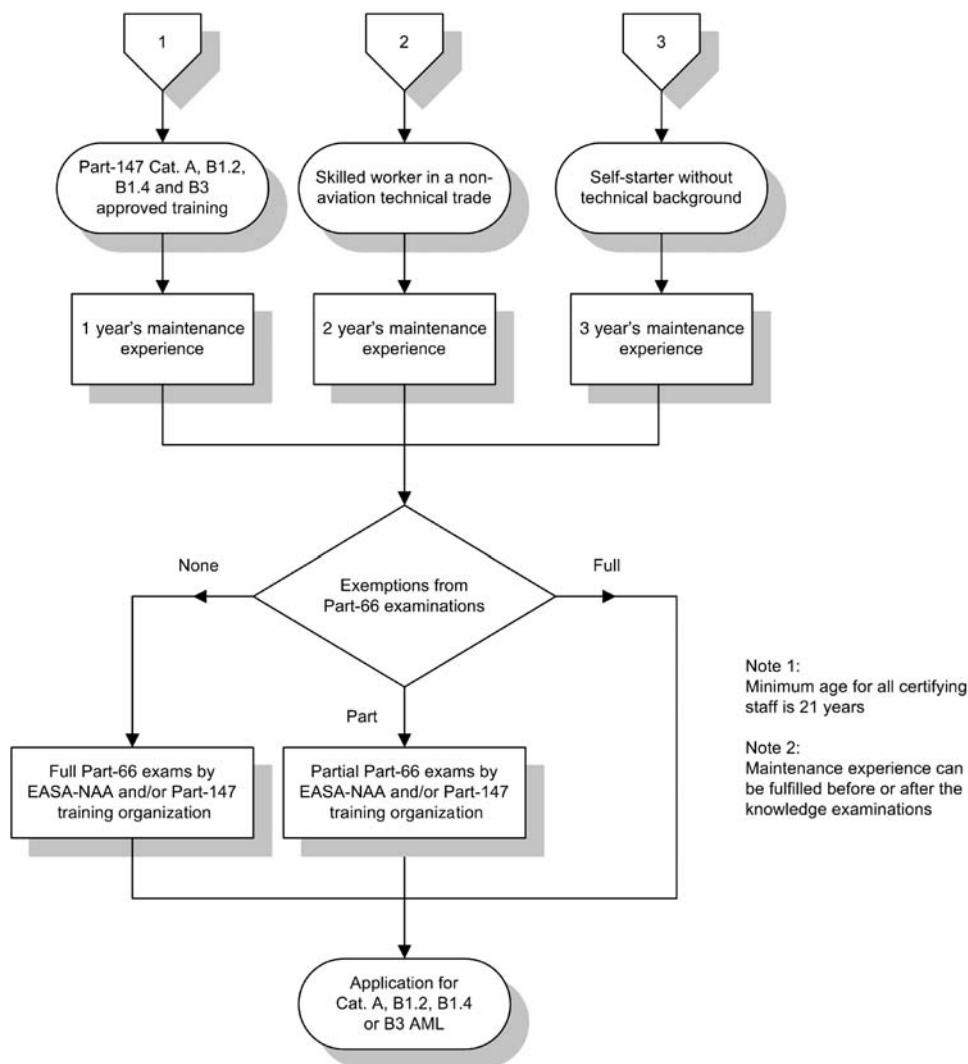 1
2
3
Part-147 Cat. A, B1.2,
B1.4 and B3
approved training
Skilled worker in a non-
aviation technical trade
Self-starter without
technical background
1 year's maintenance
experience
2 year's maintenance
experience
3 year's maintenance
experience
None
Exemptions from
Part-66 examinations
Full
Part
Note 1:
Minimum age for all certifying
staff is 21 years
Note 2:
Maintenance experience can
be fulfilled before or after the
knowledge examinations
Full Part-66 exams by
EASA-NAA and/or Part-147
training organization
Partial Part-66 exams by
EASA-NAA and/or Part-147
training organization
Application for
Cat. A, B1.2, B1.4
or B3 AML